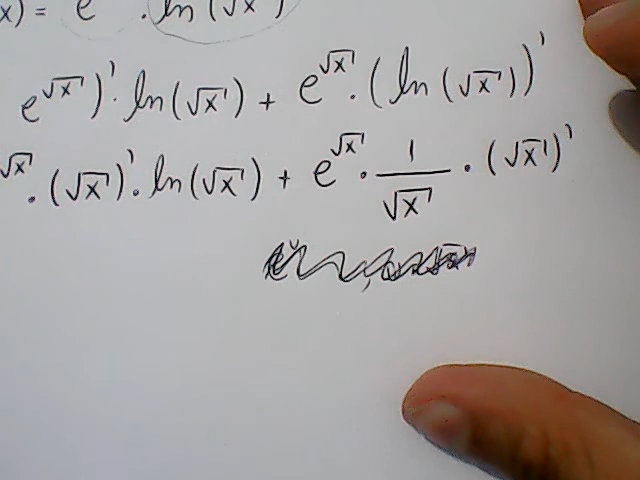 x) = e · ln(√x)
e^√x)' · ln(√x) + e^√x · (ln(√x))'
√x · (√x)' · ln(√x) + e^√x · 1/√x · (√x)'